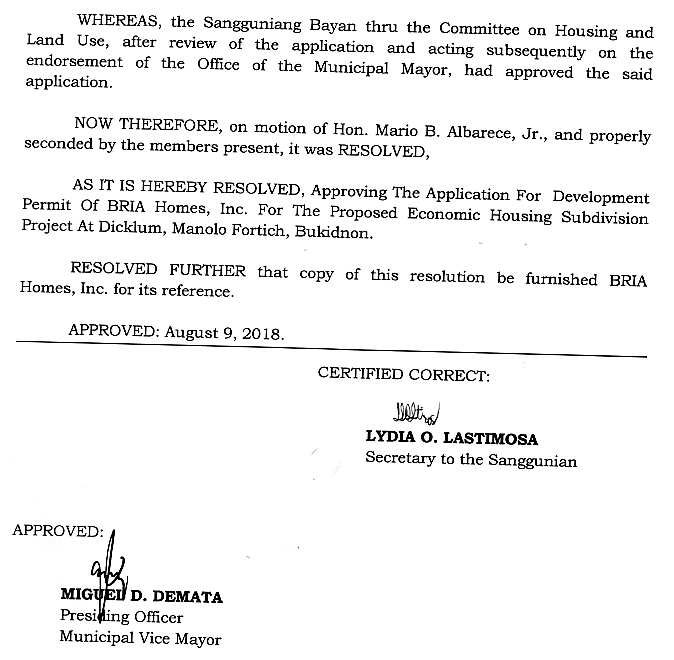 WHEREAS, the Sangguniang Bayan thru the Committee on Housing and
Land Use, after review of the application and acting subsequently on the
endorsement of the Office of the Municipal Mayor, had approved the said
application.
NOW THEREFORE, on motion of Hon. Mario B. Albarece, Jr., and properly
seconded by the members present, it was RESOLVED,
AS IT IS HEREBY RESOLVED, Approving The Application For Development
Permit Of BRIA Homes, Inc. For The Proposed Economic Housing Subdivision
Project At Dicklum, Manolo Fortich, Bukidnon.
RESOLVED FURTHER that copy of this resolution be furnished BRIA
Homes, Inc. for its reference.
APPROVED: August 9, 2018.
CERTIFIED CORRECT:
LYDIA O. LASTIMOSA
Secretary to the Sanggunian
APPROVED:
MIGUEL D. DEMATA
Presiding Officer
Municipal Vice Mayor